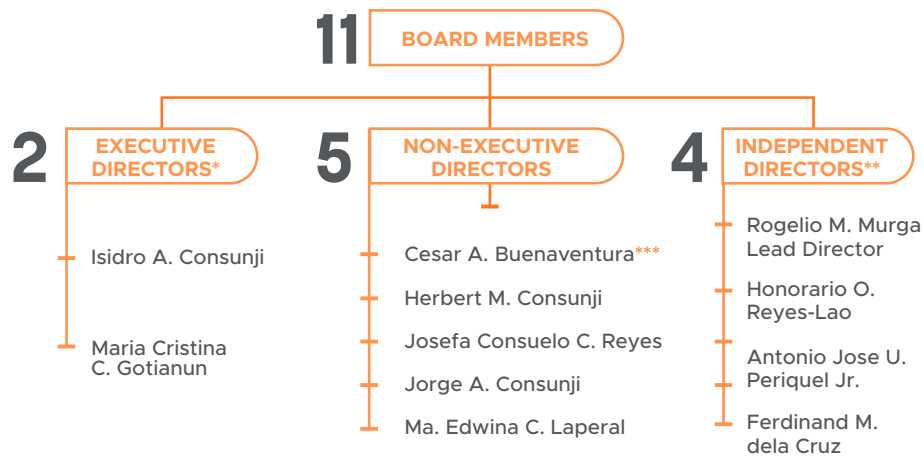 11
BOARD MEMBERS
2
EXECUTIVE
DIRECTORS*
Isidro A. Consunji
Maria Cristina
C. Gotianun
5
NON-EXECUTIVE
DIRECTORS
Cesar A. Buenaventura***
Herbert M. Consunji
Josefa Consuelo C. Reyes
Jorge A. Consunji
Ma. Edwina C. Laperal
4
INDEPENDENT
DIRECTORS**
Rogelio M. Murga
Lead Director
Honorario O.
Reyes-Lao
Antonio Jose U.
Periquel Jr.
Ferdinand M.
dela Cruz